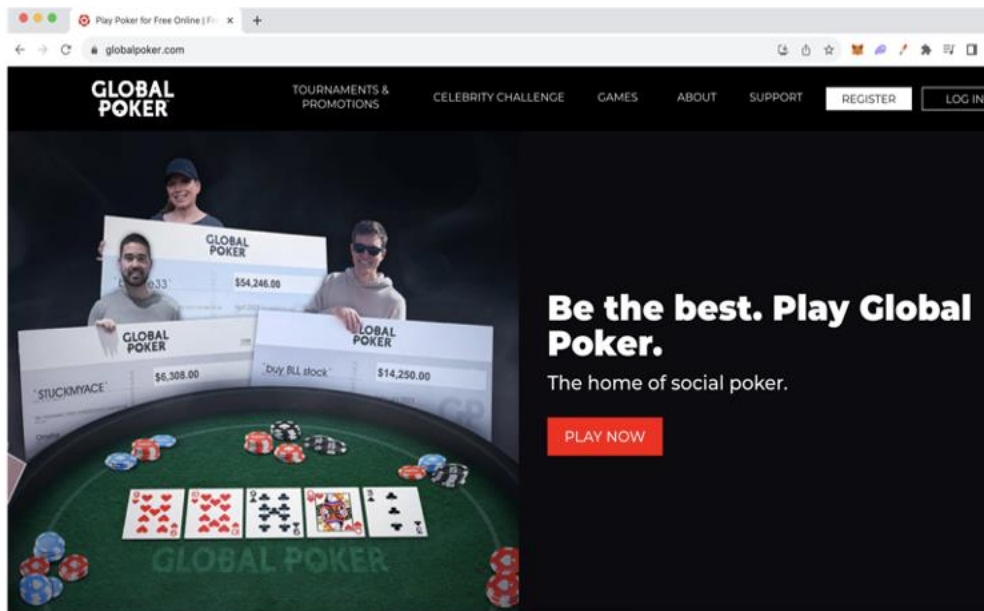 Play Poker for Free Online | Fr
globalpoker.com
GLOBAL
POKER
TOURNAMENTS &
PROMOTIONS
CELEBRITY CHALLENGE
GAMES
ABOUT
SUPPORT
REGISTER
LOG IN
GLOBAL
POKER
$54,246.00
GLOBAL
POKER
"STUCKMYACE"
$6,308.00
Omaha
GLOBAL
POKER
"buy BLL stock"
$14,250.00
GLOBAL POKER
Be the best. Play Global
Poker.
The home of social poker.
PLAY NOW